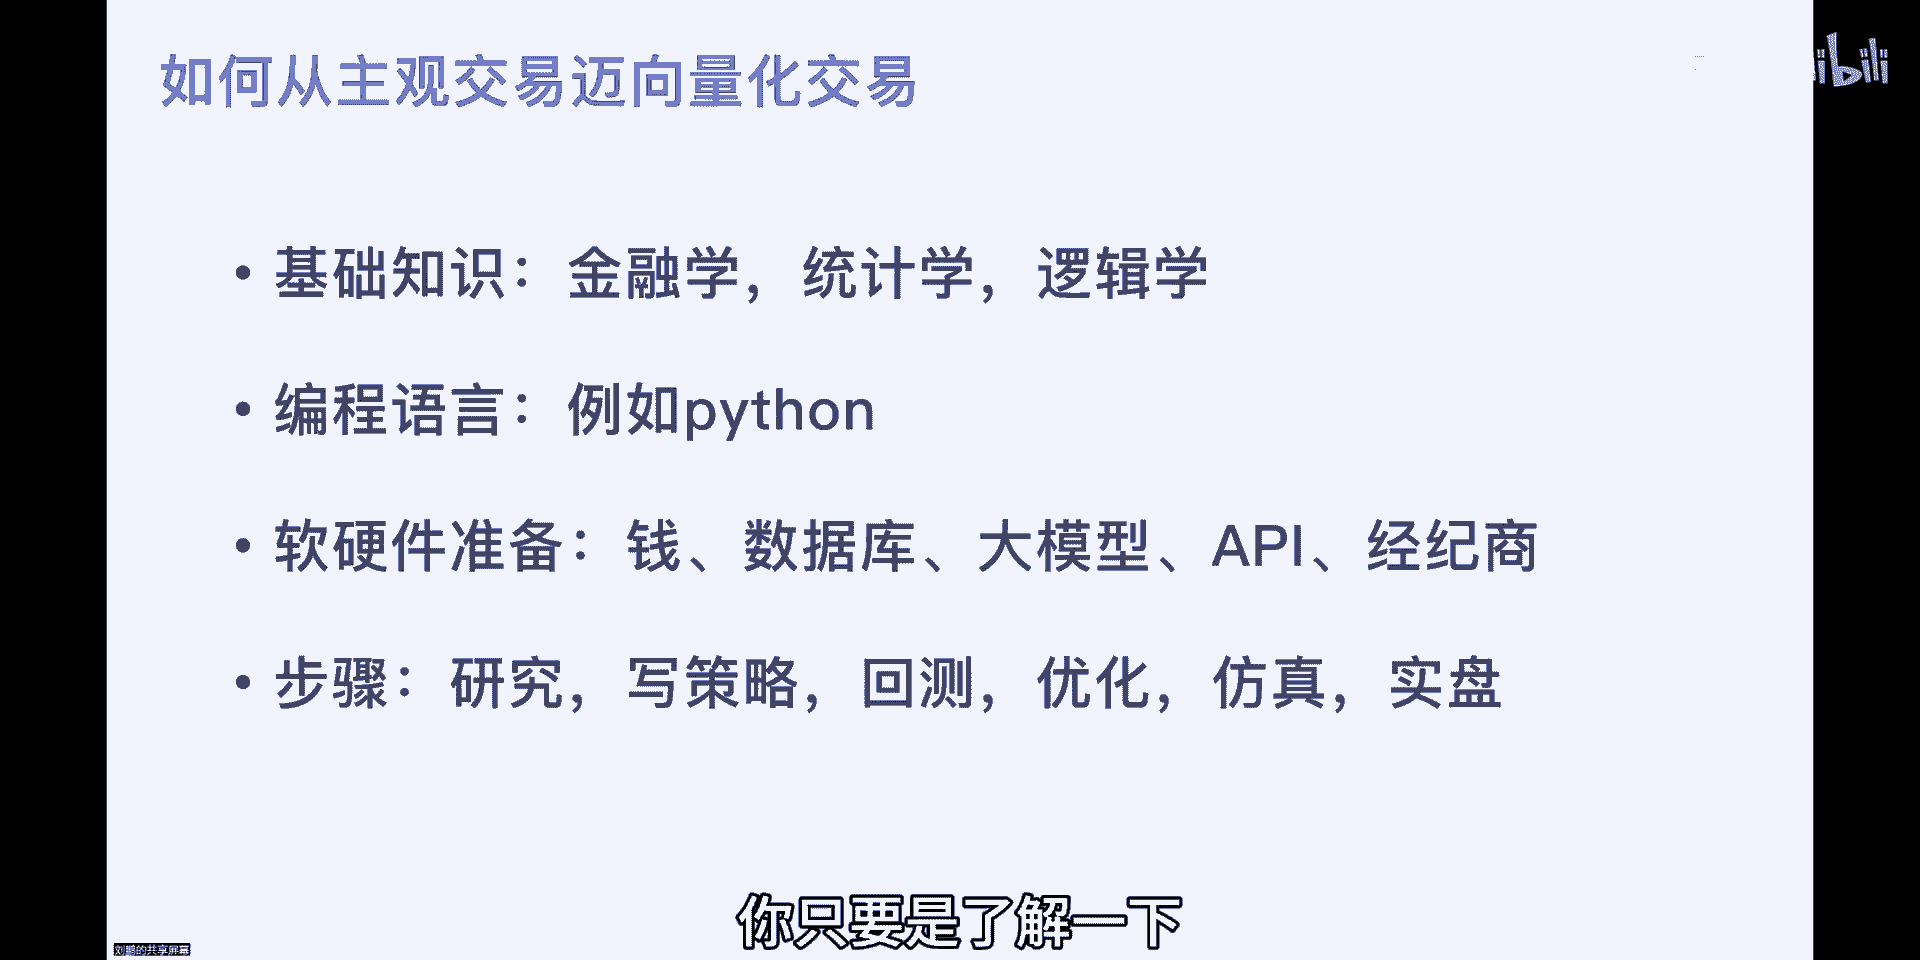 如何从主观交易迈向量化交易
ibili
• 基础知识：金融学，统计学，逻辑学
• 编程语言：例如python
• 软硬件准备：钱、数据库、大模型、API、经纪商
• 步骤：研究，写策略，回测，优化，仿真，实盘
你只要是了解一下
刘鹏的共享屏幕